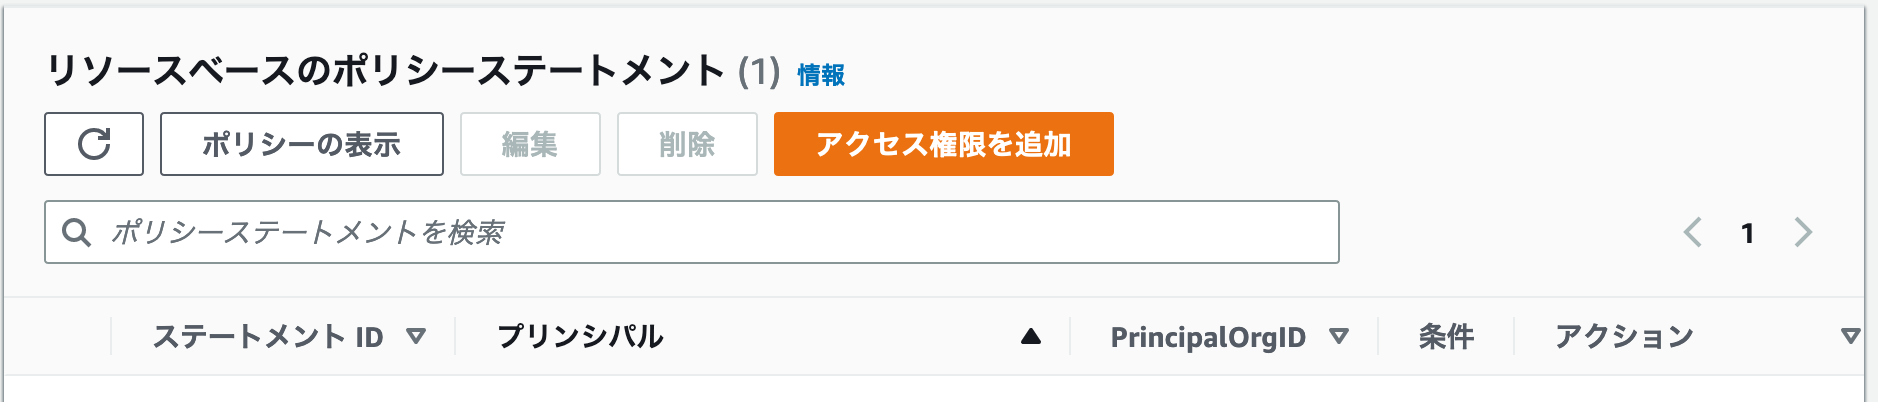 リソースベースのポリシーステートメント (1) 情報
ポリシーの表示 編集 削除 アクセス権限を追加
ポリシーステートメントを検索 1
ステートメント ID プリンシパル PrincipalOrgID 条件 アクション